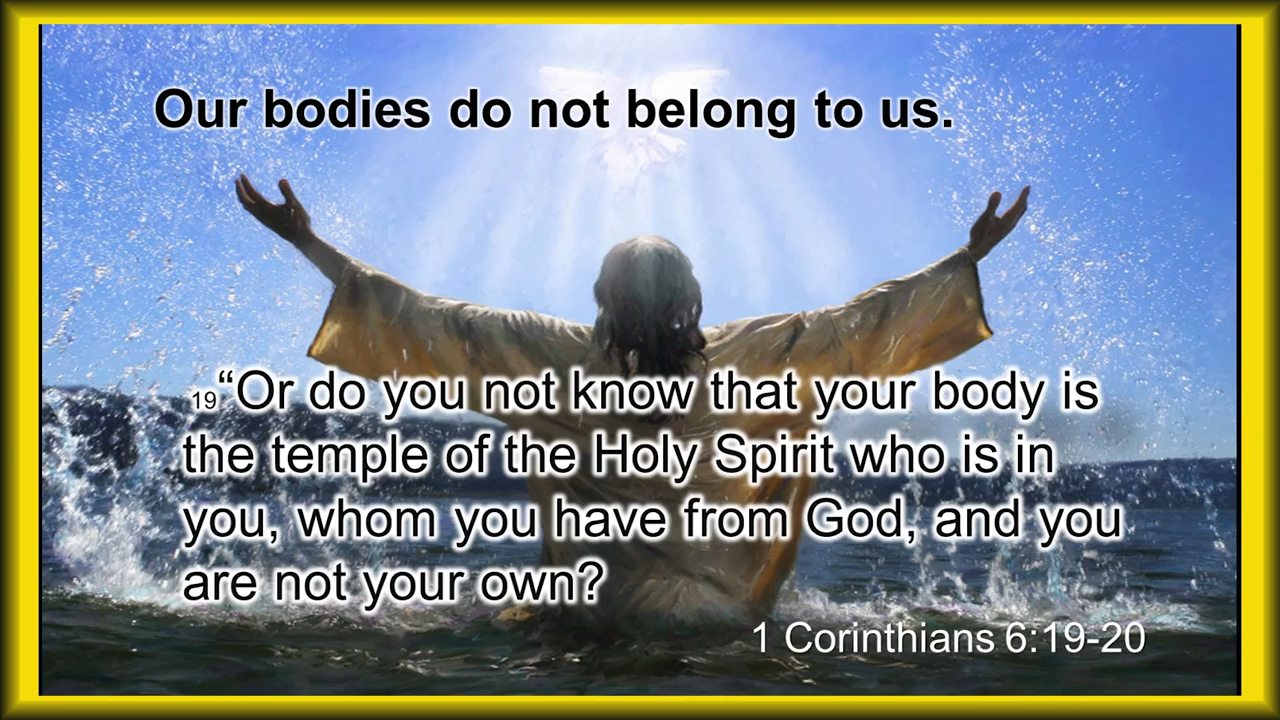 Our bodies do not belong to us.
19“Or do you not know that your body is
the temple of the Holy Spirit who is in
you, whom you have from God, and you
are not your own?
1 Corinthians 6:19-20